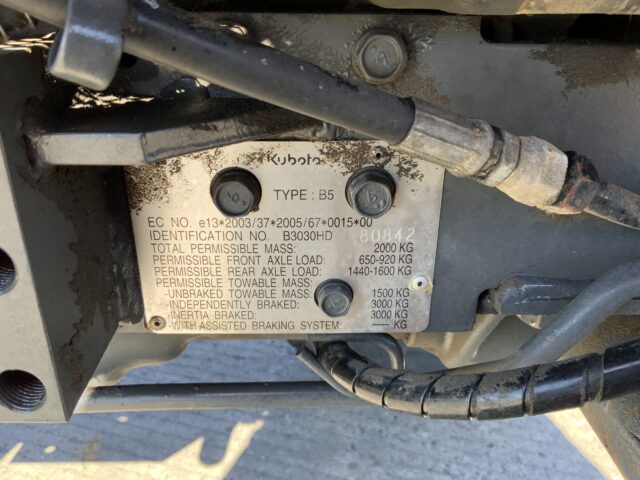 Kubota
TYPE : B5
EC NO. e13*2003/37*2005/67*0015*00
IDENTIFICATION NO. B3030HD 80842
TOTAL PERMISSIBLE MASS: 2000 KG
PERMISSIBLE FRONT AXLE LOAD: 650-920 KG
PERMISSIBLE REAR AXLE LOAD: 1440-1600 KG
PERMISSIBLE TOWABLE MASS:
-UNBRAKED TOWABLE MASS: 1500 KG
-INDEPENDENTLY BRAKED: 3000 KG
-INERTIA BRAKED: 3000 KG
-WITH ASSISTED BRAKING SYSTEM: — KG